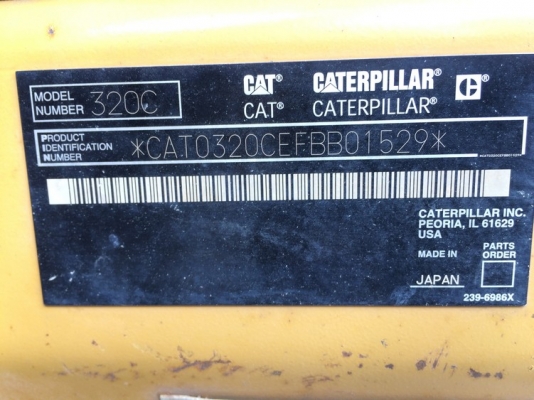 MODEL NUMBER 320C
CAT® CATERPILLAR® C®
CAT® CATERPILLAR®
PRODUCT IDENTIFICATION NUMBER *CAT0320CEFBB01529*
CATERPILLAR INC.
PEORIA, IL 61629
USA
MADE IN PARTS ORDER
JAPAN
239-6986X